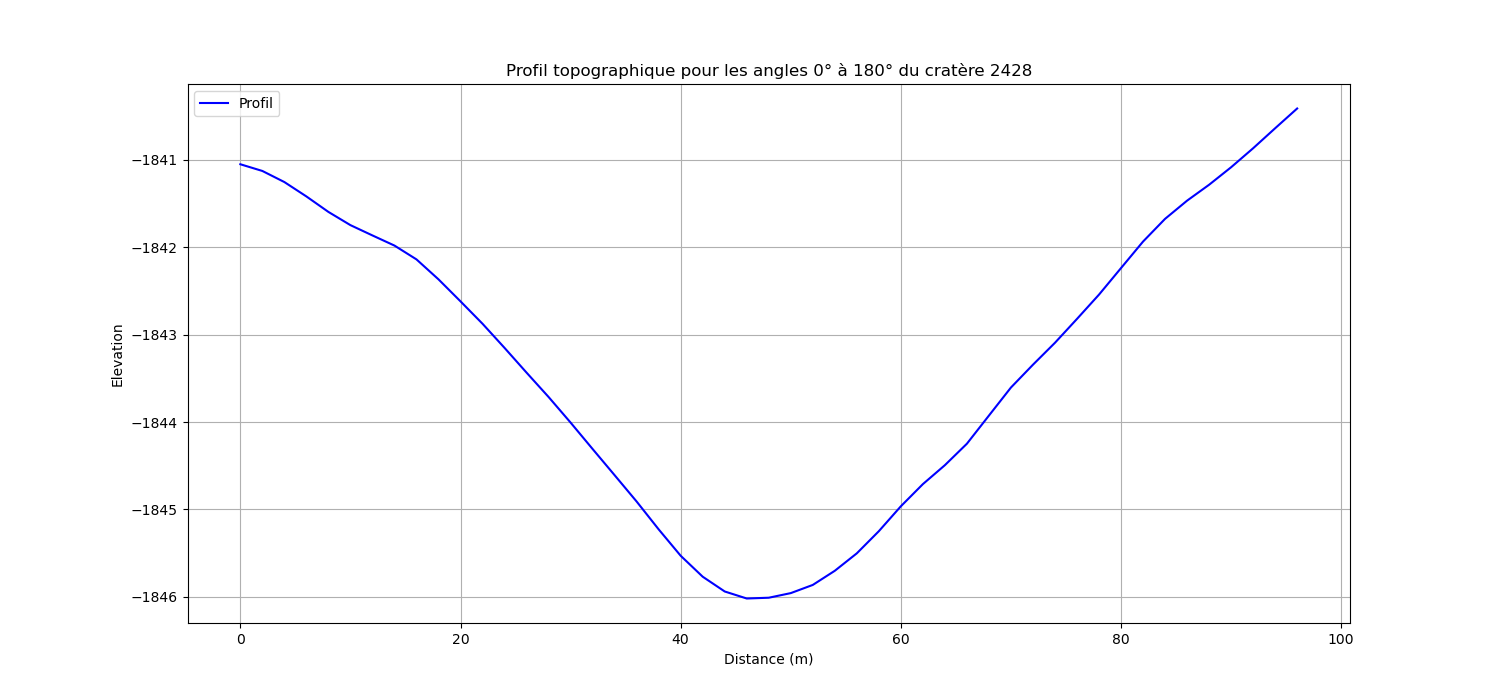 Profil topographique pour les angles 0° à 180° du cratère 2428
Profil
−1841
−1842
−1843
−1844
−1845
−1846
Elevation
0 20 40 60 80 100
Distance (m)